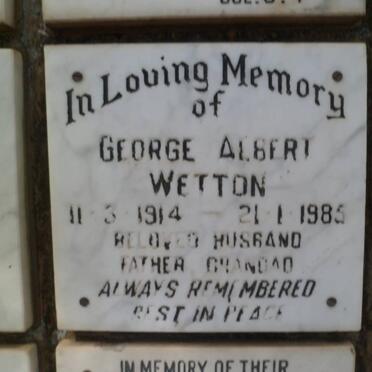 In Loving Memory
of
GEORGE ALBERT
WETTON
11 3 1914 — 21 1 1985
BELOVED HUSBAND
FATHER GRANDAD
ALWAYS REMEMBERED
REST IN PEACE
IN MEMORY OF THEIR